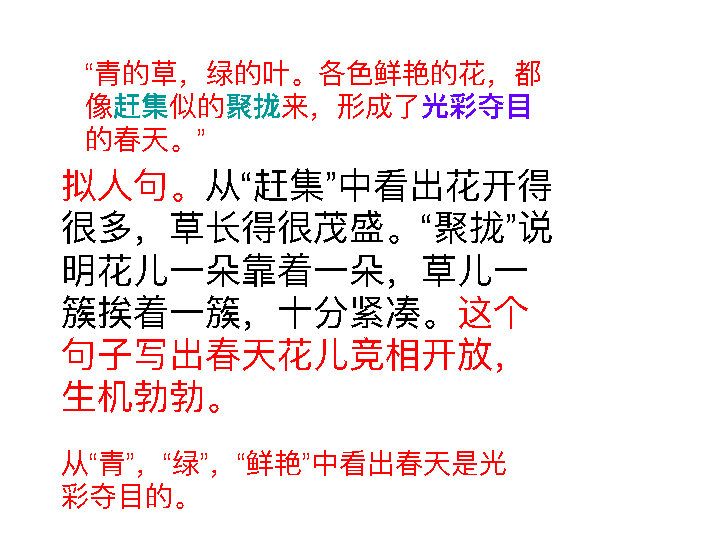 “青的草，绿的叶。各色鲜艳的花，都
像赶集似的聚拢来，形成了光彩夺目
的春天。”
拟人句。从“赶集”中看出花开得
很多，草长得很茂盛。“聚拢”说
明花儿一朵靠着一朵，草儿一
簇挨着一簇，十分紧凑。这个
句子写出春天花儿竞相开放，
生机勃勃。
从“青”，“绿”，“鲜艳”中看出春天是光
彩夺目的。